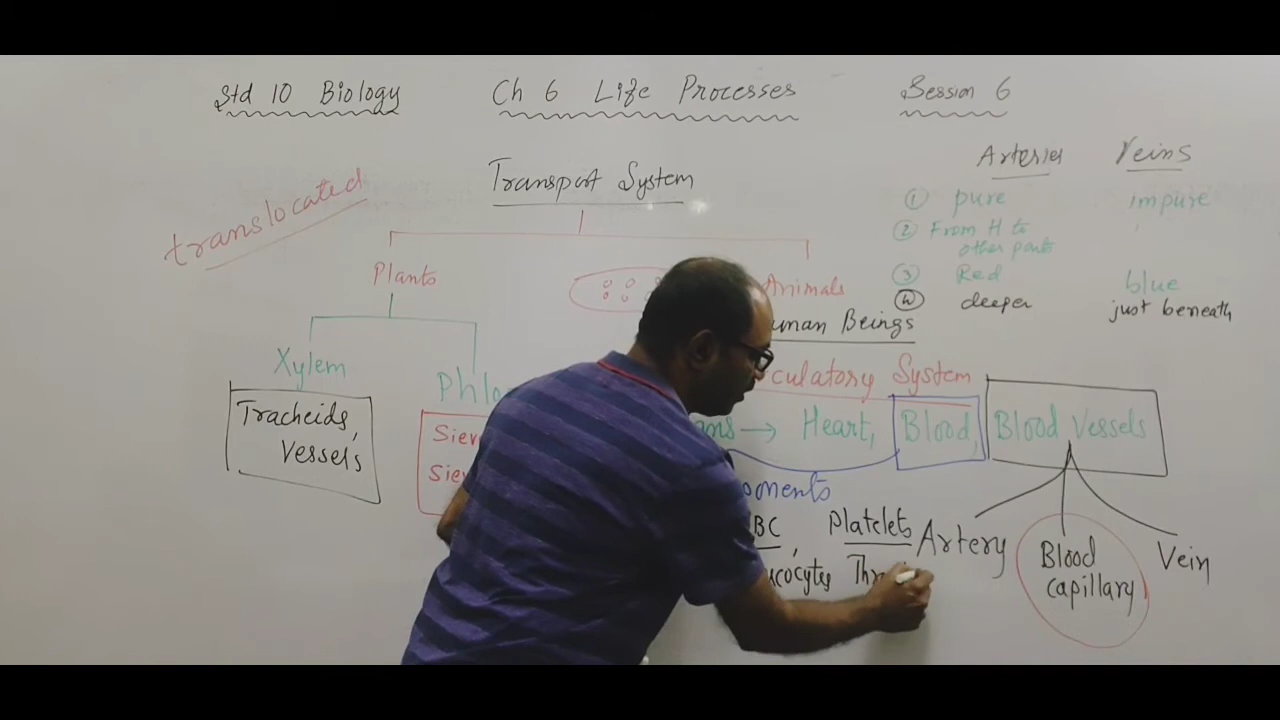 Std 10 Biology
Ch 6 Life Processes
Session 6
Transport System
translocated
Plants
Animals
Xylem
Tracheids,
Vessels
Arteries Veins
① pure impure
② From H to
other parts
③ Red blue
④ deeper just beneath
Beings
System
→ Heart, Blood, Blood Vessels
BC, Platelets
Artery
Blood
capillary
Vein